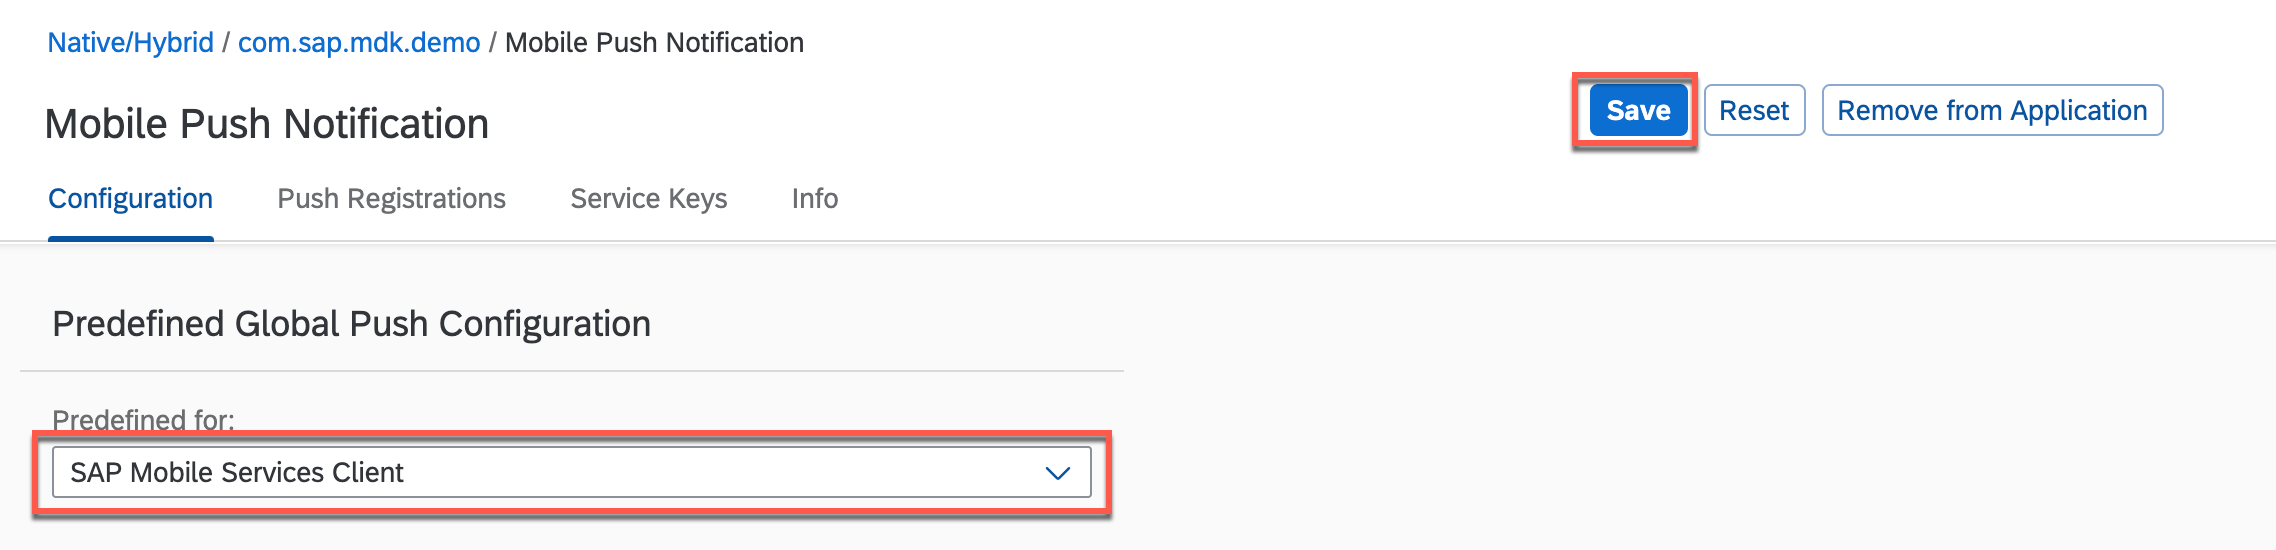 Native/Hybrid / com.sap.mdk.demo / Mobile Push Notification
Mobile Push Notification
Save Reset Remove from Application
Configuration Push Registrations Service Keys Info
Predefined Global Push Configuration
Predefined for:
SAP Mobile Services Client